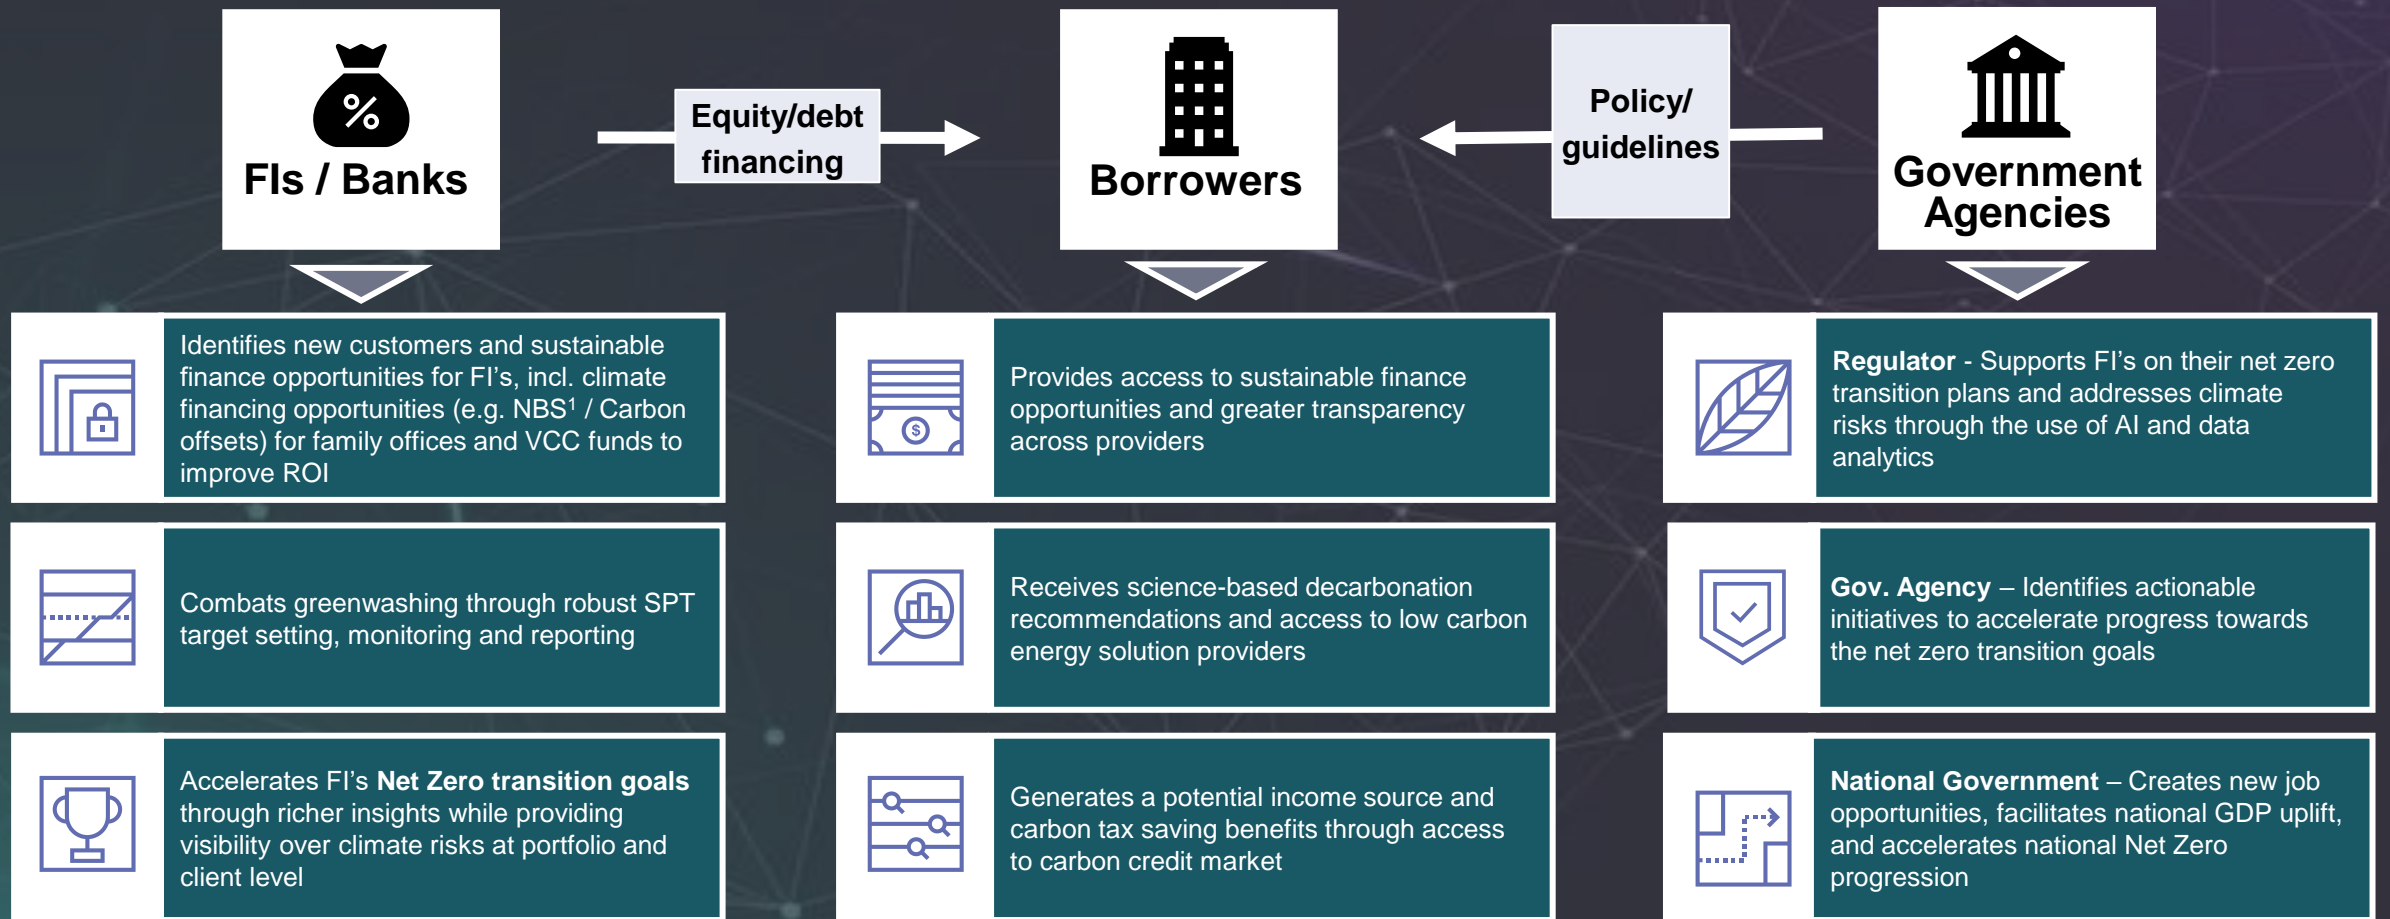 FIs / Banks
Equity/debt
financing
Borrowers
Policy/
guidelines
Government
Agencies
Identifies new customers and sustainable
finance opportunities for FI's, incl. climate
financing opportunities (e.g. NBS¹ / Carbon
offsets) for family offices and VCC funds to
improve ROI
Combats greenwashing through robust SPT
target setting, monitoring and reporting
Accelerates FI's Net Zero transition goals
through richer insights while providing
visibility over climate risks at portfolio and
client level
Provides access to sustainable finance
opportunities and greater transparency
across providers
Receives science-based decarbonation
recommendations and access to low carbon
energy solution providers
Generates a potential income source and
carbon tax saving benefits through access
to carbon credit market
Regulator - Supports FI's on their net zero
transition plans and addresses climate
risks through the use of AI and data
analytics
Gov. Agency – Identifies actionable
initiatives to accelerate progress towards
the net zero transition goals
National Government – Creates new job
opportunities, facilitates national GDP uplift,
and accelerates national Net Zero
progression